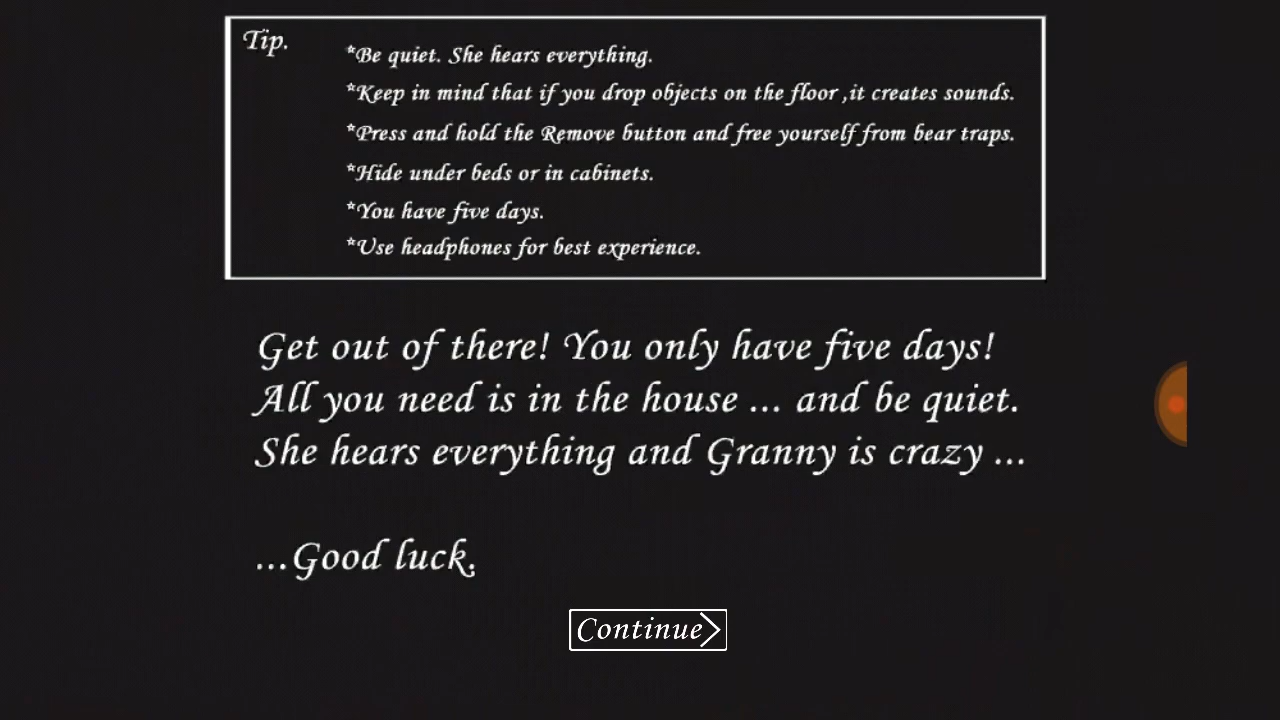 Tip.
*Be quiet. She hears everything.
*Keep in mind that if you drop objects on the floor ,it creates sounds.
*Press and hold the Remove button and free yourself from bear traps.
*Hide under beds or in cabinets.
*You have five days.
*Use headphones for best experience.
Get out of there! You only have five days!
All you need is in the house ... and be quiet.
She hears everything and Granny is crazy ...
...Good luck.
Continue